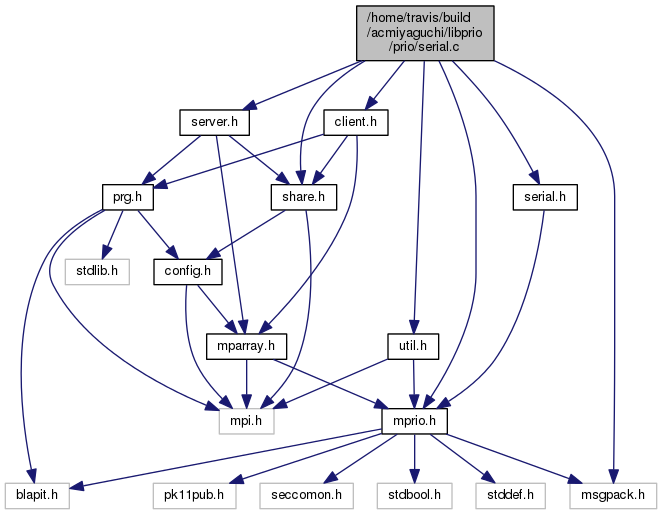 /home/travis/build
/acmiyaguchi/libprio
/prio/serial.c
server.h
client.h
prg.h
share.h
serial.h
stdlib.h
config.h
mparray.h
util.h
mpi.h
mprio.h
blapit.h
pk11pub.h
seccomon.h
stdbool.h
stddef.h
msgpack.h